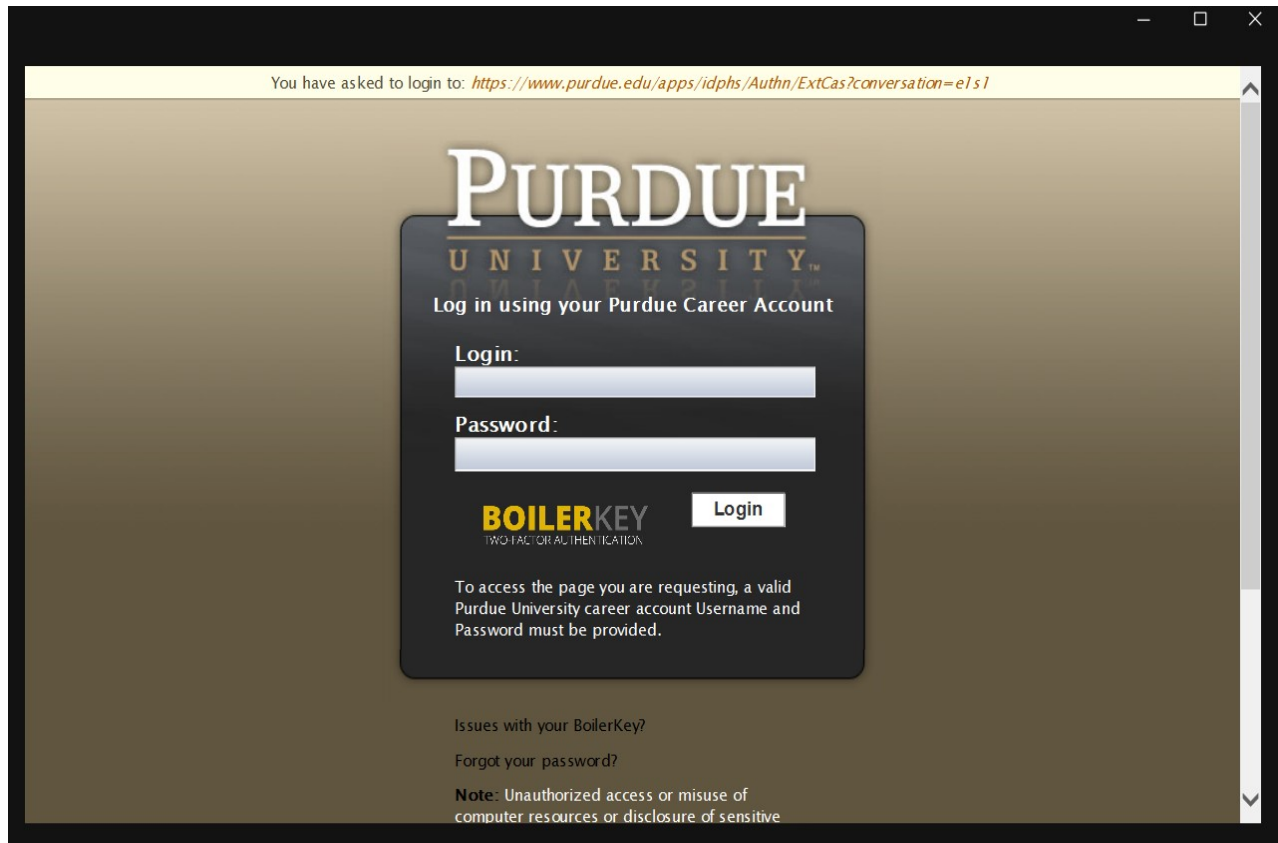 You have asked to login to: https://www.purdue.edu/apps/idphs/Authn/ExtCas?conversation=e1s1
PURDUE
UNIVERSITY™
Log in using your Purdue Career Account
Login:
Password:
BOILERKEY
TWO-FACTOR AUTHENTICATION
Login
To access the page you are requesting, a valid
Purdue University career account Username and
Password must be provided.
Issues with your BoilerKey?
Forgot your password?
Note: Unauthorized access or misuse of
computer resources or disclosure of sensitive